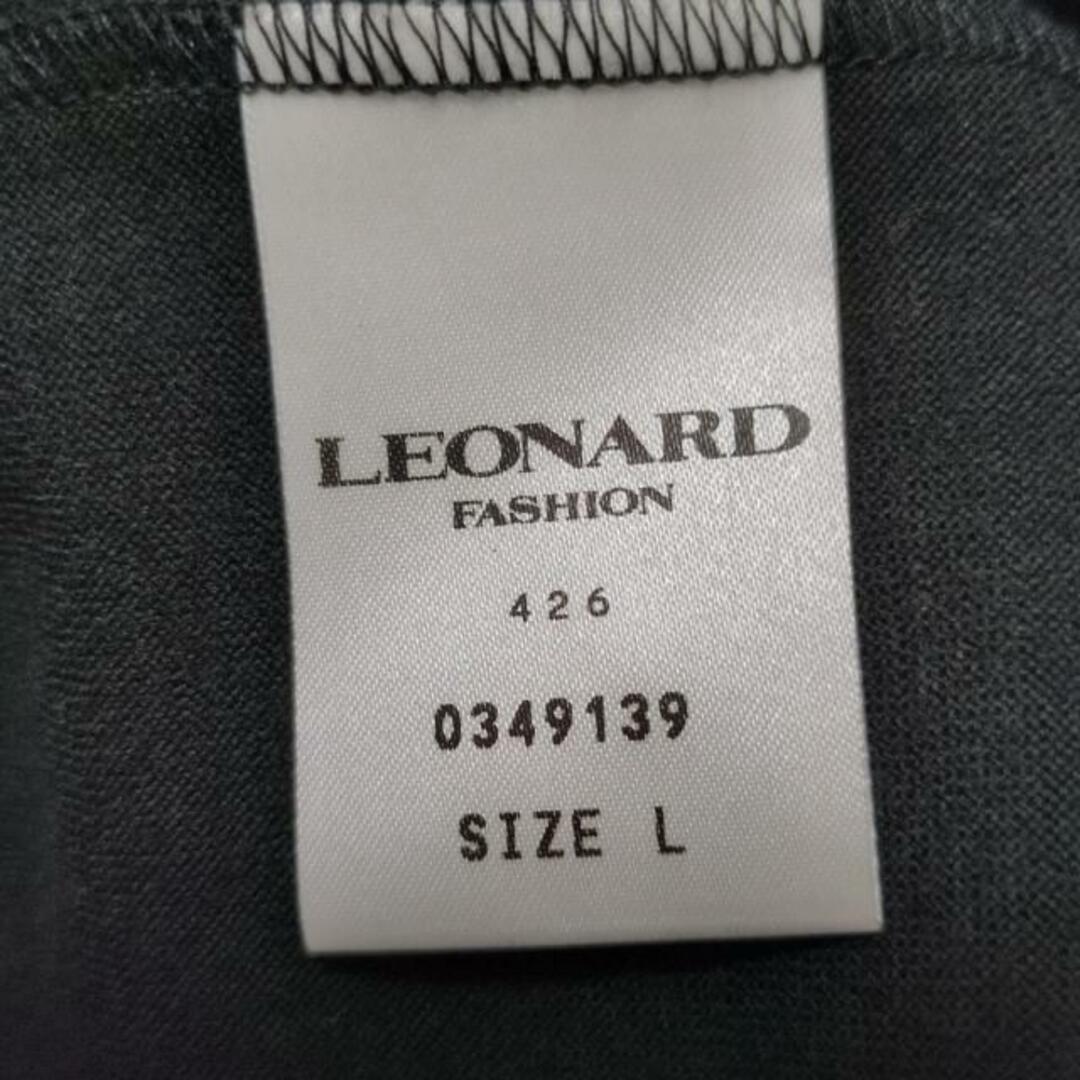 LEONARD
FASHION
426
0349139
SIZE L